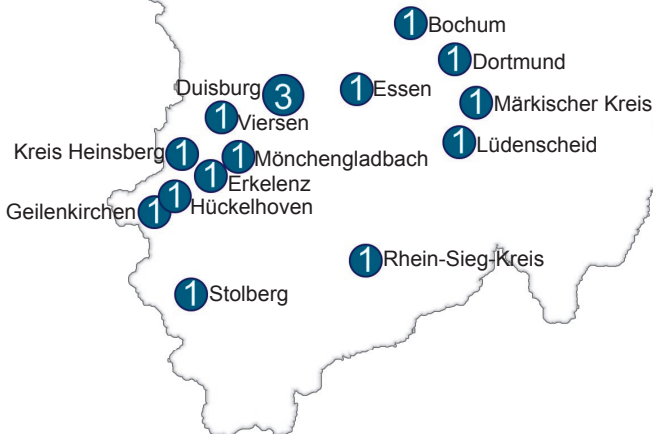 1 Bochum
1 Dortmund
Duisburg 3
1 Essen
1 Märkischer Kreis
1 Viersen
1 Lüdenscheid
Kreis Heinsberg 1
1 Mönchengladbach
1 Erkelenz
1 Hückelhoven
Geilenkirchen 1
1 Rhein-Sieg-Kreis
1 Stolberg